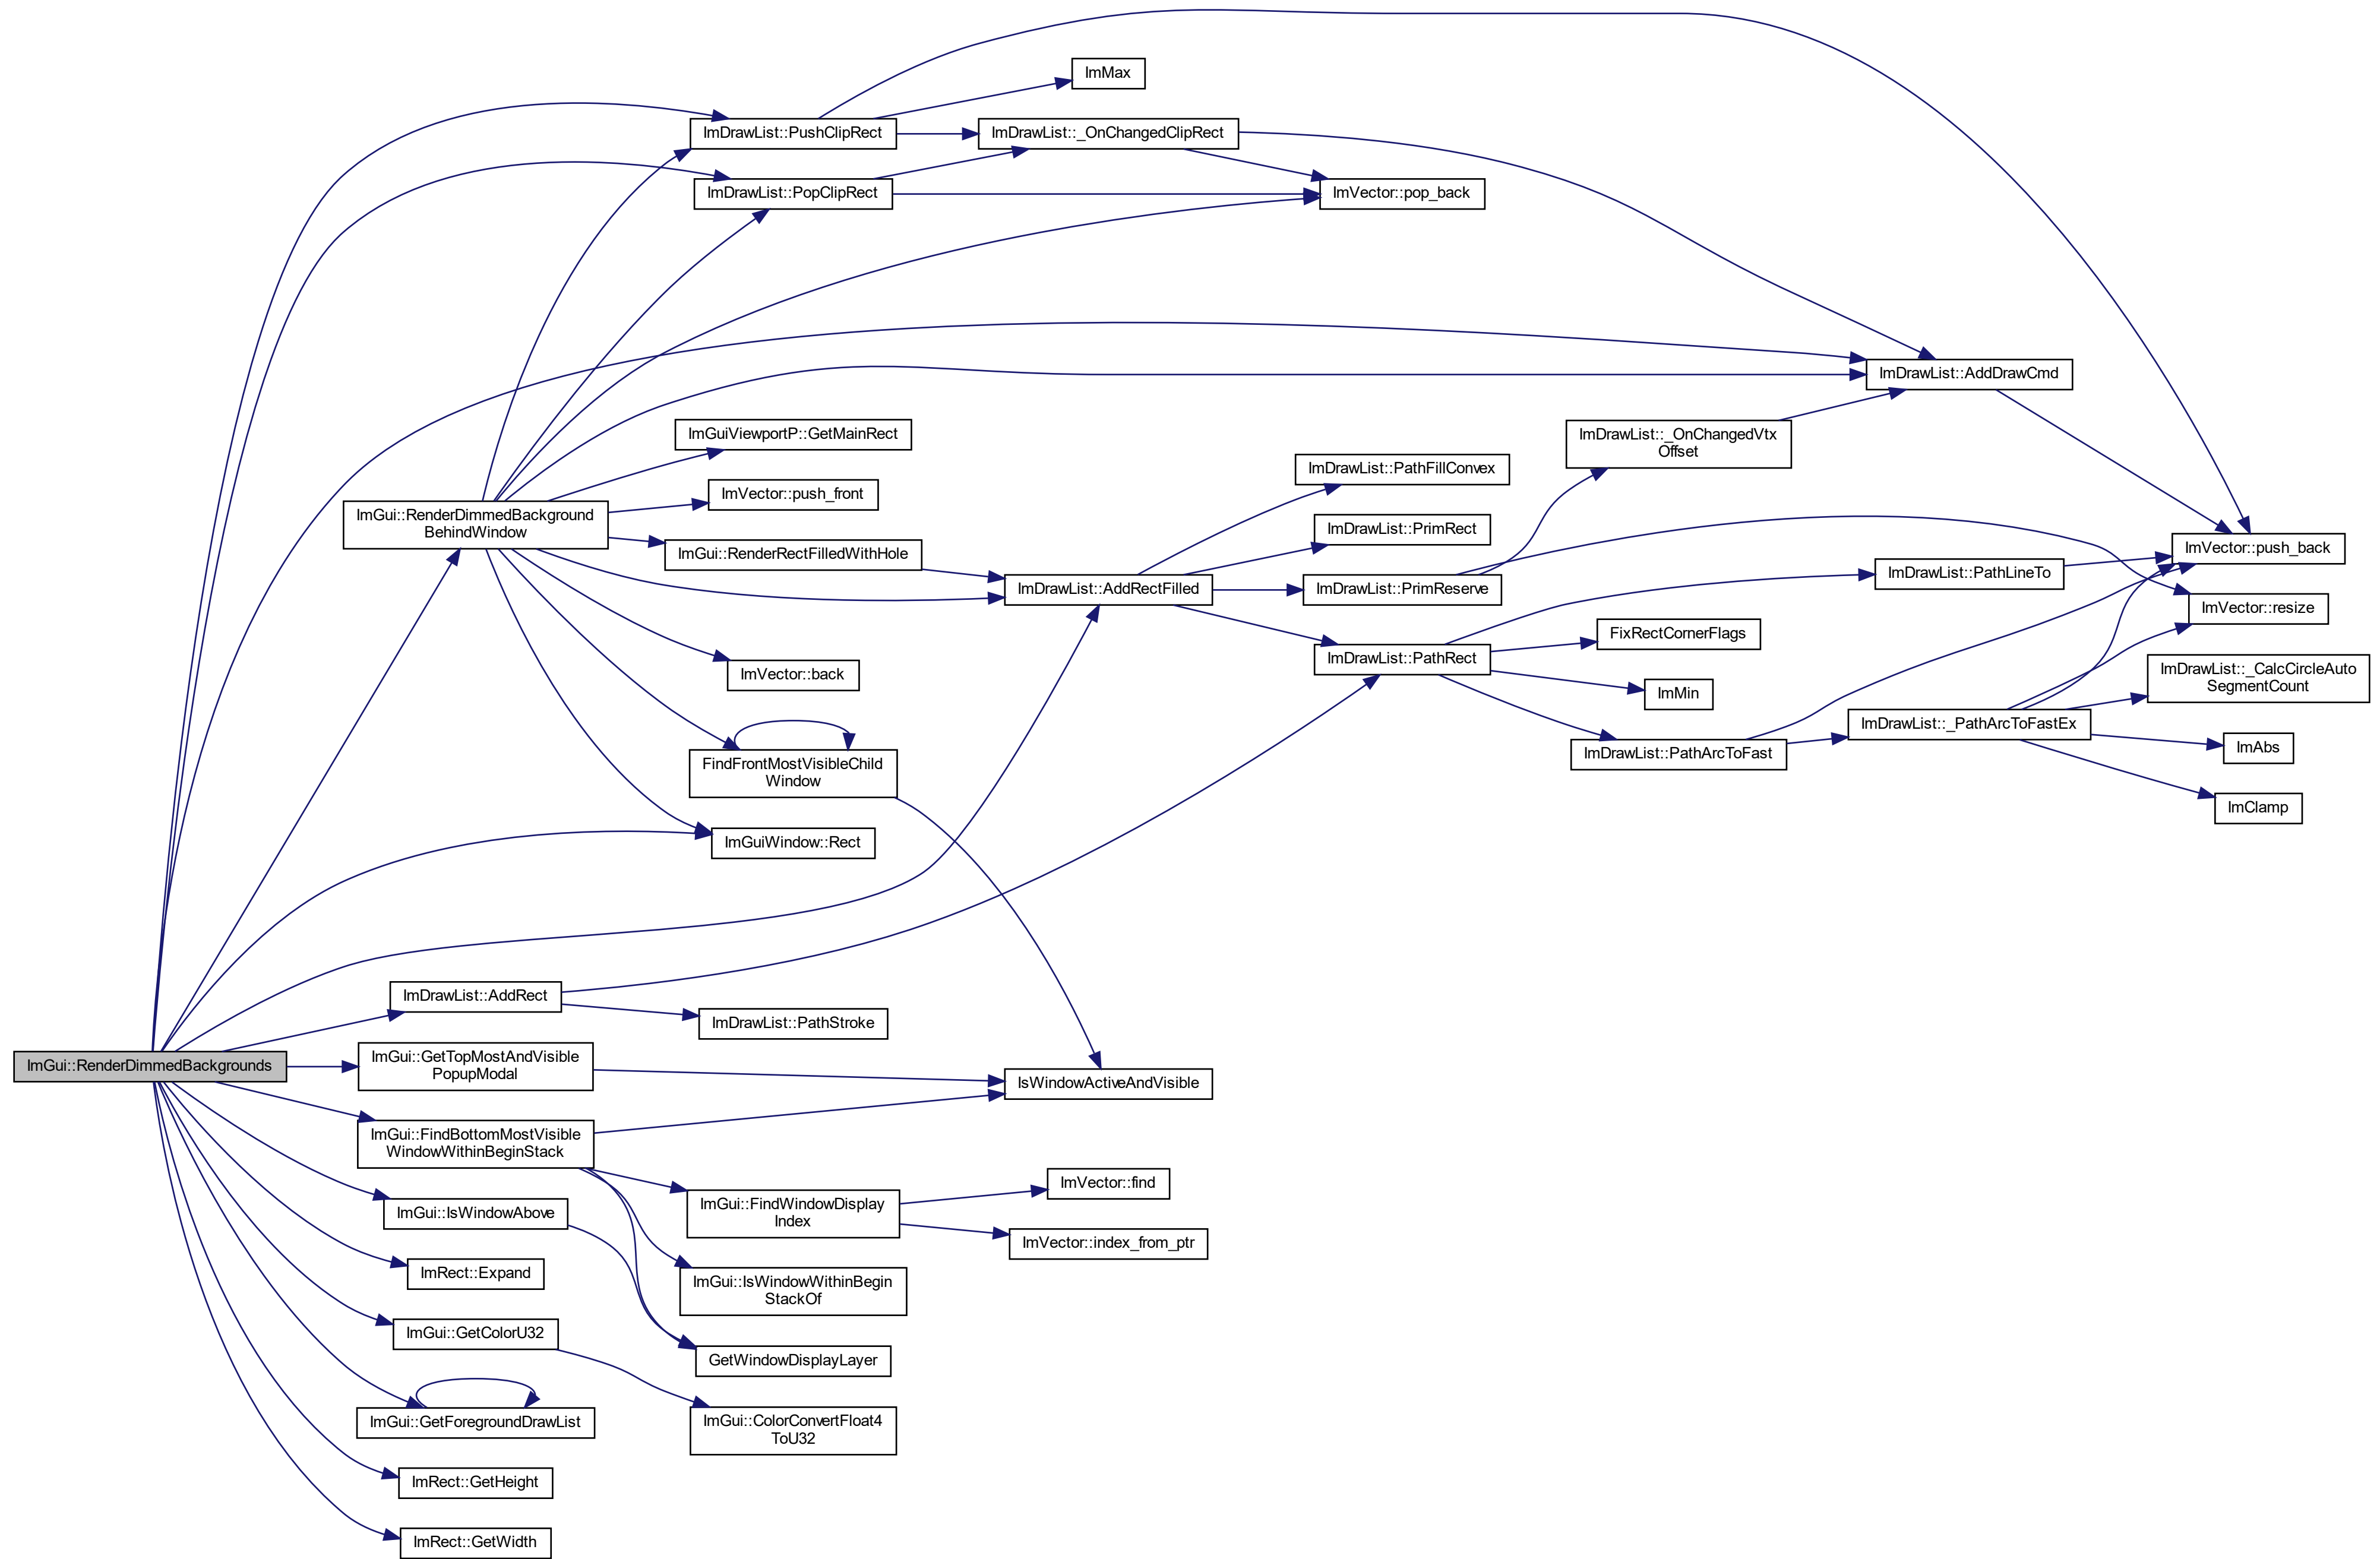 ImMax
ImDrawList::PushClipRect
ImDrawList::_OnChangedClipRect
ImDrawList::PopClipRect
ImVector::pop_back
ImDrawList::AddDrawCmd
ImGuiViewportP::GetMainRect
ImDrawList::_OnChangedVtx
Offset
ImDrawList::PathFillConvex
ImVector::push_front
ImGui::RenderDimmedBackground
BehindWindow
ImDrawList::PrimRect
ImGui::RenderRectFilledWithHole
ImVector::push_back
ImDrawList::AddRectFilled
ImDrawList::PrimReserve
ImDrawList::PathLineTo
ImVector::resize
FixRectCornerFlags
ImDrawList::PathRect
ImVector::back
ImDrawList::_CalcCircleAuto
SegmentCount
ImMin
ImDrawList::_PathArcToFastEx
ImDrawList::PathArcToFast
ImAbs
FindFrontMostVisibleChild
Window
ImClamp
ImGuiWindow::Rect
ImDrawList::AddRect
ImDrawList::PathStroke
ImGui::RenderDimmedBackgrounds
ImGui::GetTopMostAndVisible
PopupModal
IsWindowActiveAndVisible
ImGui::FindBottomMostVisible
WindowWithinBeginStack
ImVector::find
ImGui::FindWindowDisplay
Index
ImGui::IsWindowAbove
ImVector::index_from_ptr
ImRect::Expand
ImGui::IsWindowWithinBegin
StackOf
ImGui::GetColorU32
GetWindowDisplayLayer
ImGui::GetForegroundDrawList
ImGui::ColorConvertFloat4
ToU32
ImRect::GetHeight
ImRect::GetWidth